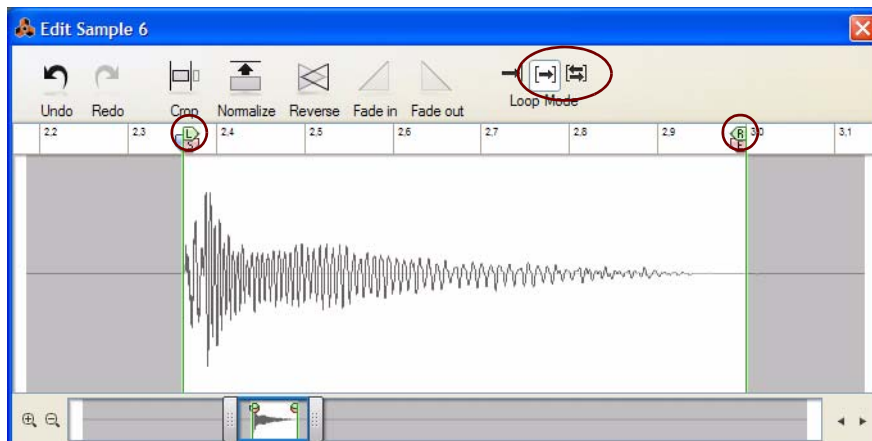 Edit Sample 6
Undo Redo Crop Normalize Reverse Fade in Fade out Loop Mode
2,2 2,3 2,4 2,5 2,6 2,7 2,8 2,9 3,0 3,1
L R
S E